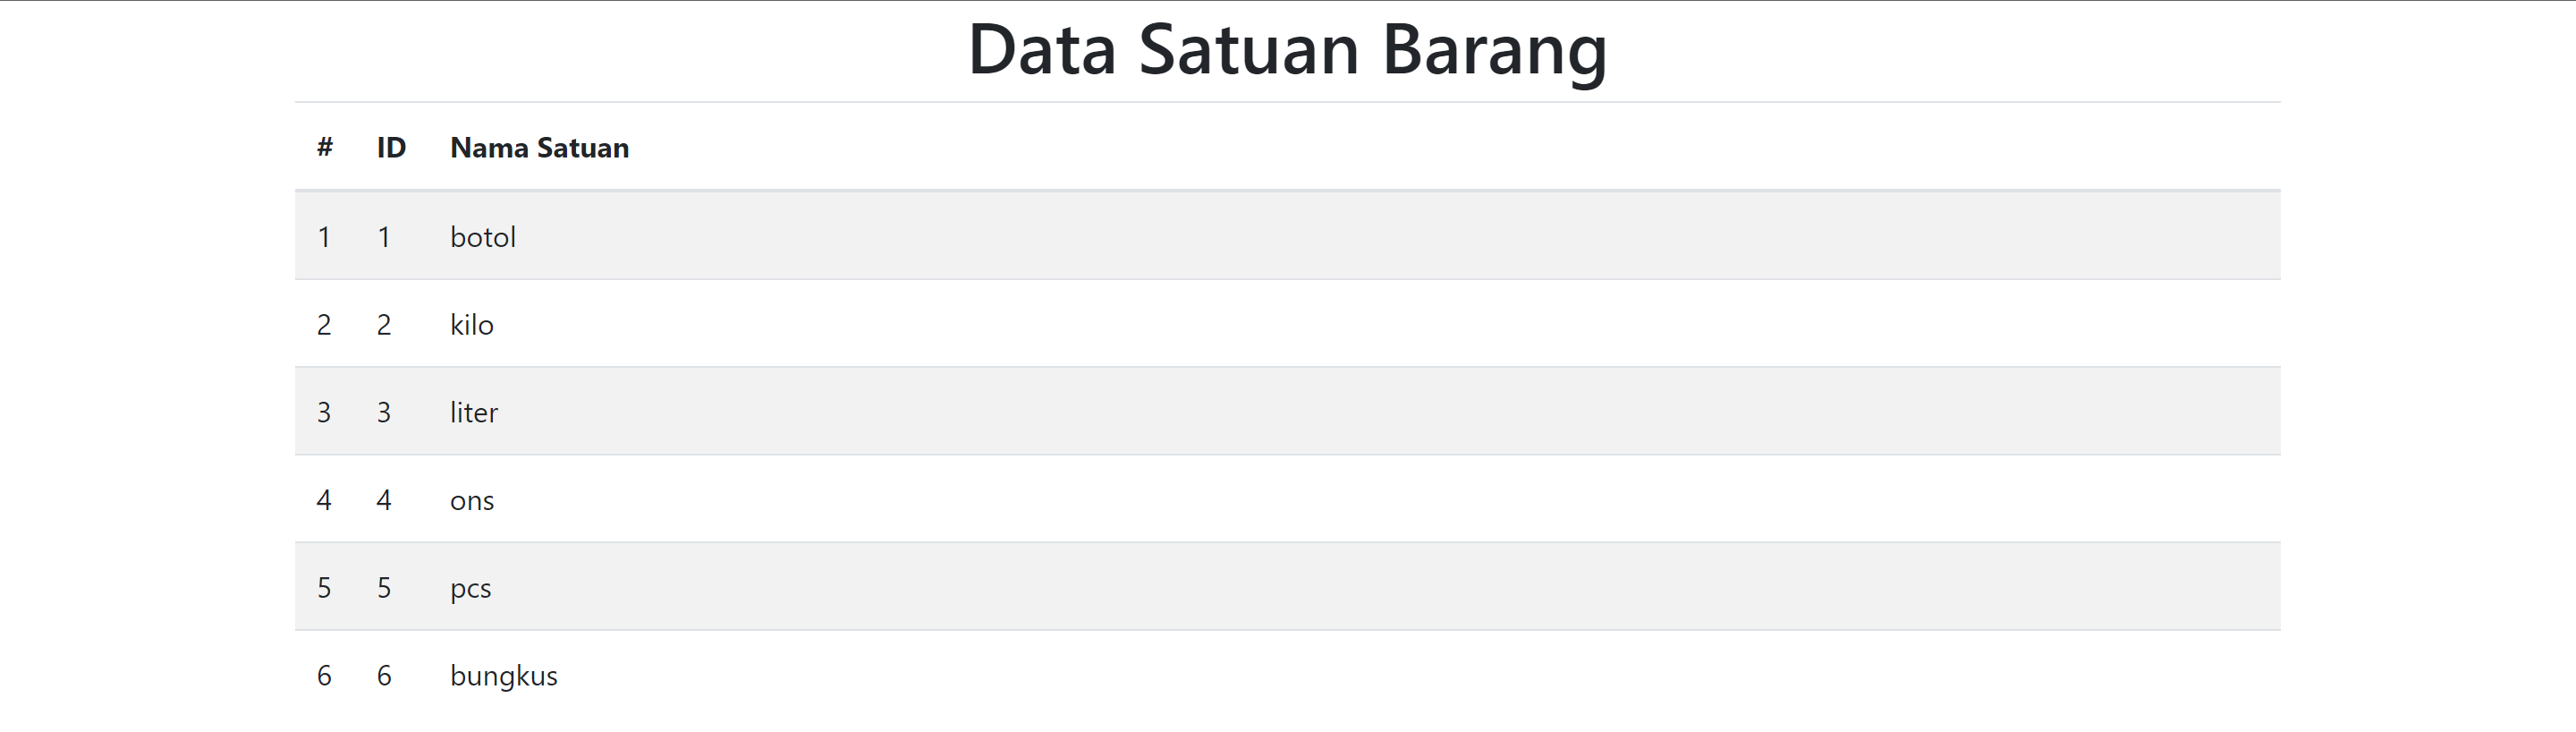 Data Satuan Barang
# ID Nama Satuan
1 1 botol
2 2 kilo
3 3 liter
4 4 ons
5 5 pcs
6 6 bungkus